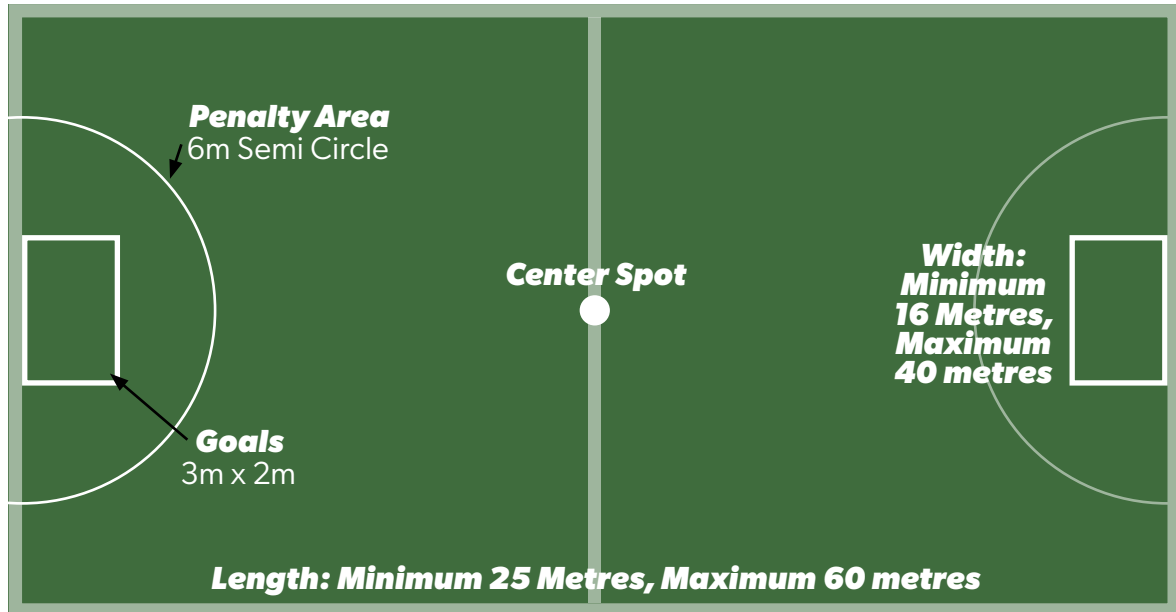 Penalty Area
6m Semi Circle
Center Spot
Width:
Minimum
16 Metres,
Maximum
40 metres
Goals
3m x 2m
Length: Minimum 25 Metres, Maximum 60 metres